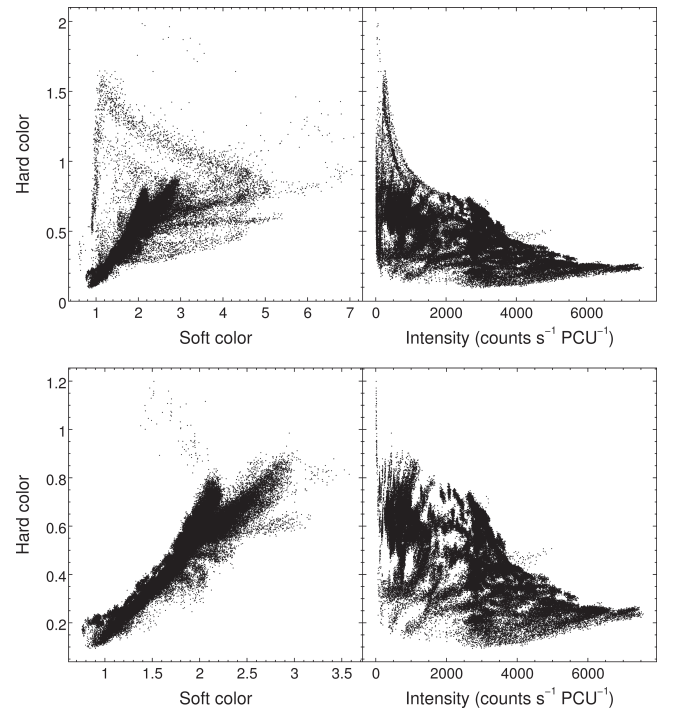 2
1.5
1
0.5
0
Hard color
1 2 3 4 5 6 7
0 2000 4000 6000
Soft color
Intensity (counts s⁻¹ PCU⁻¹)
1.2
1
0.8
0.6
0.4
0.2
Hard color
1 1.5 2 2.5 3 3.5
0 2000 4000 6000
Soft color
Intensity (counts s⁻¹ PCU⁻¹)